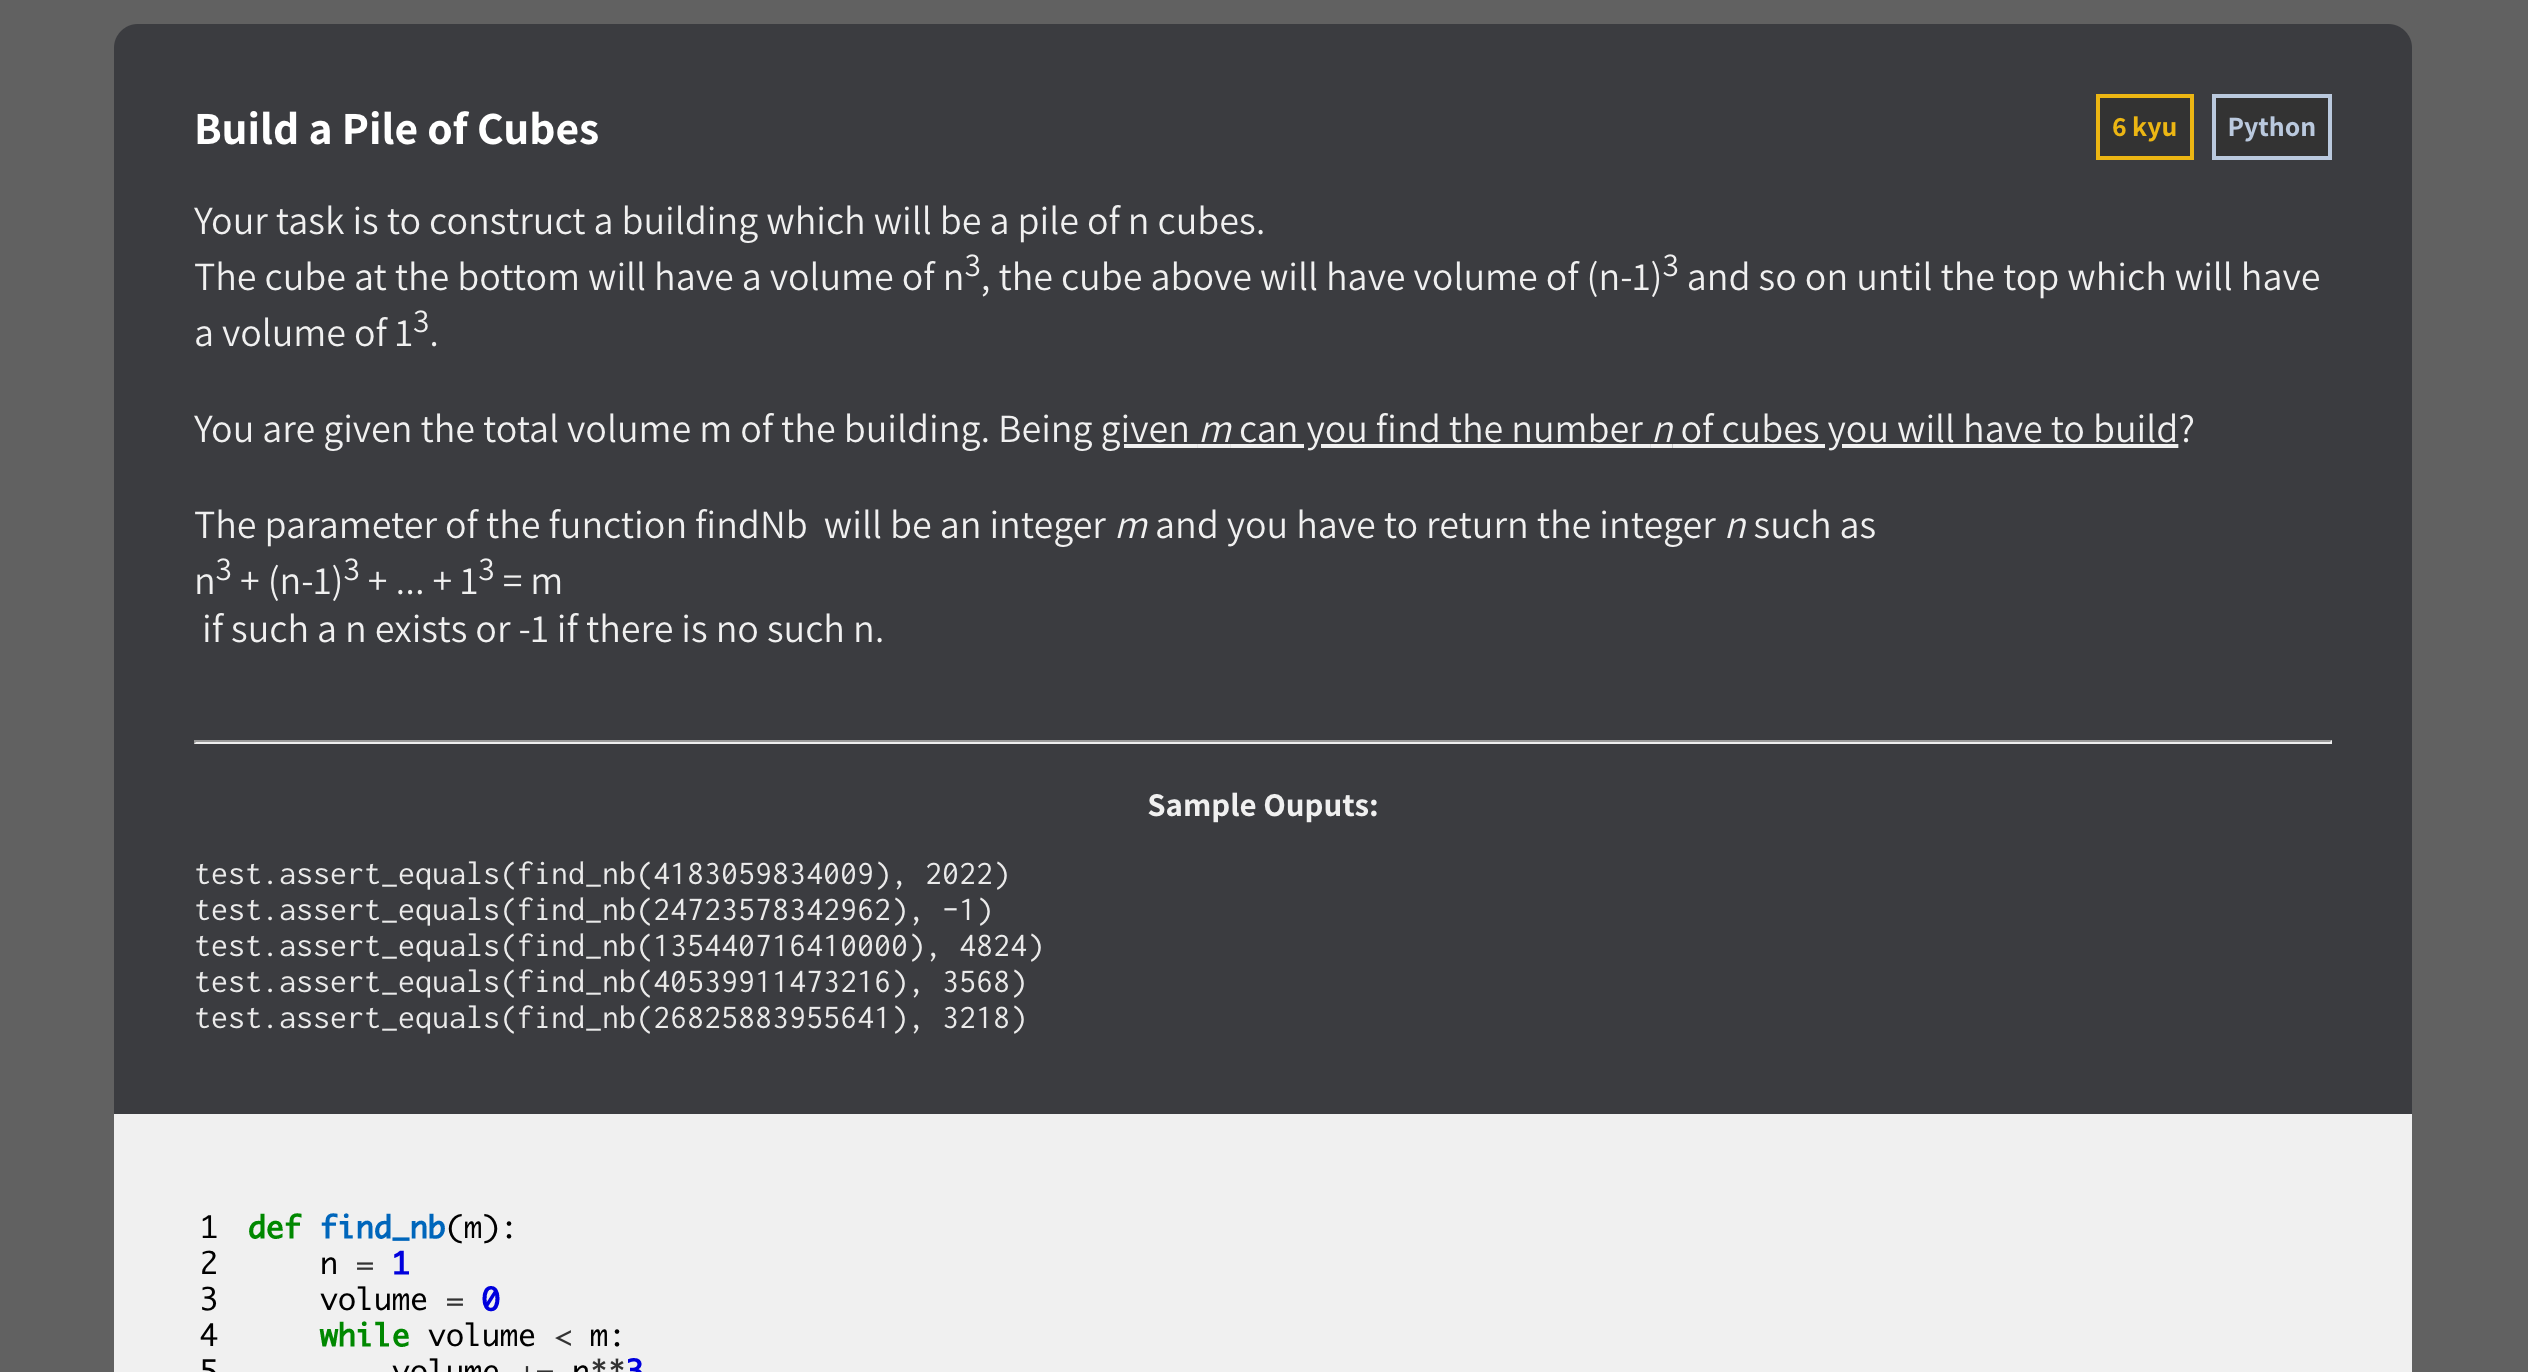 Build a Pile of Cubes
6 kyu
Python
Your task is to construct a building which will be a pile of n cubes.
The cube at the bottom will have a volume of n³, the cube above will have volume of (n-1)³ and so on until the top which will have
a volume of 1³.
You are given the total volume m of the building. Being given m can you find the number n of cubes you will have to build?
The parameter of the function findNb  will be an integer m and you have to return the integer n such as
n³ + (n-1)³ + ... + 1³ = m
if such a n exists or -1 if there is no such n.
Sample Ouputs:
test.assert_equals(find_nb(4183059834009), 2022)
test.assert_equals(find_nb(24723578342962), -1)
test.assert_equals(find_nb(135440716410000), 4824)
test.assert_equals(find_nb(40539911473216), 3568)
test.assert_equals(find_nb(26825883955641), 3218)
1 def find_nb(m):
2     n = 1
3     volume = 0
4     while volume < m:
5         volume += n**3